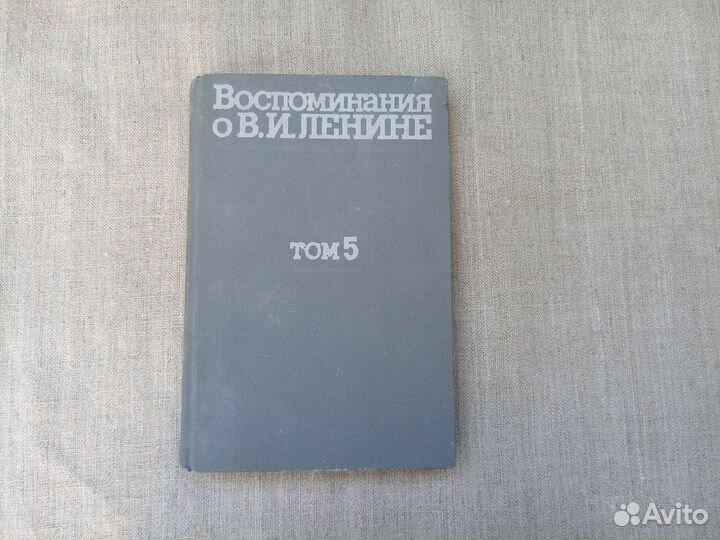 Воспоминания
о В.И.ЛЕНИНЕ
том 5
Avito